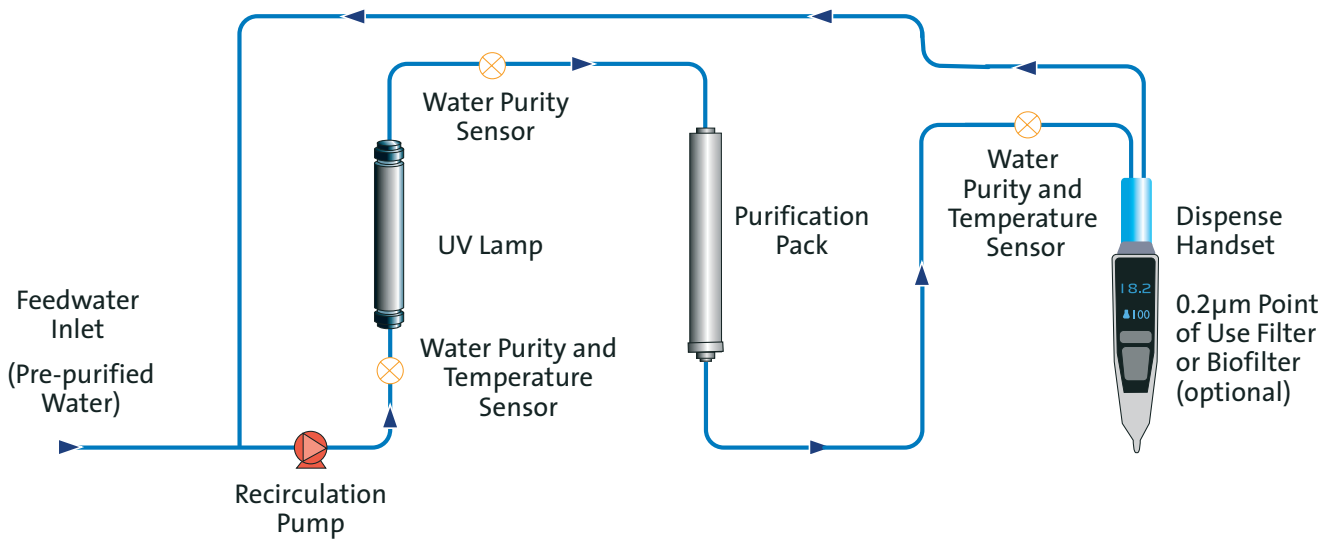 Feedwater
Inlet
(Pre-purified
Water)
Recirculation
Pump
Water Purity and
Temperature
Sensor
UV Lamp
Water Purity
Sensor
Purification
Pack
Water
Purity and
Temperature
Sensor
Dispense
Handset
0.2µm Point
of Use Filter
or Biofilter
(optional)
18.2
100